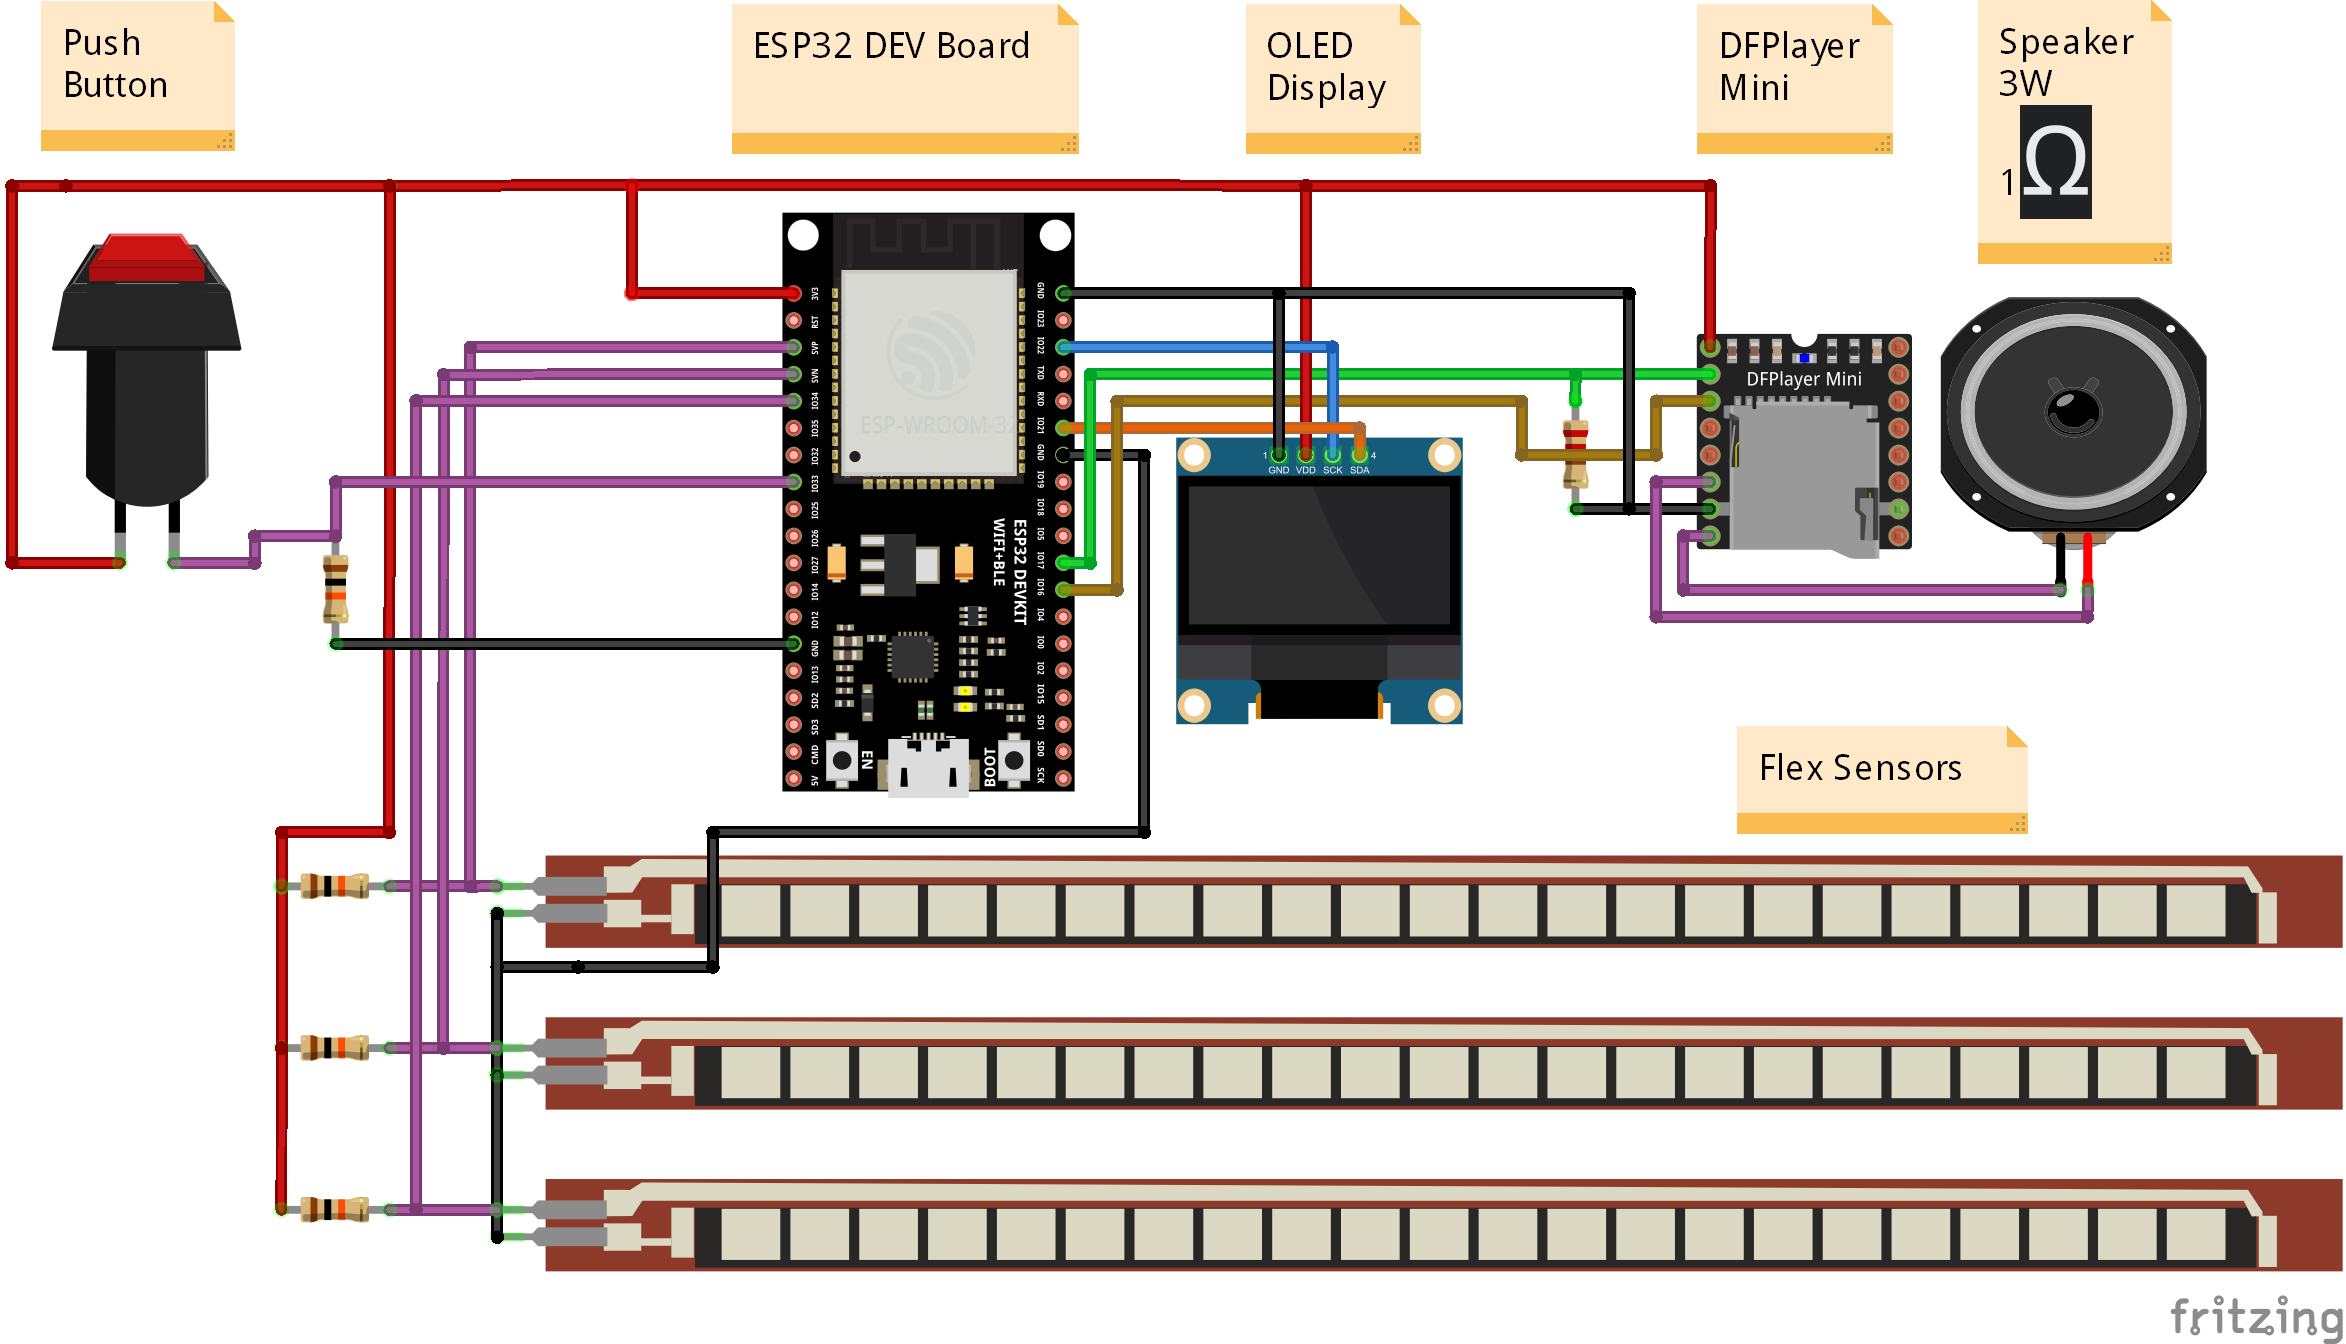 Push
Button
ESP32 DEV Board
OLED
Display
DFPlayer
Mini
Speaker
3W
1Ω
3V3
RST
SVP
SVN
IO34
IO35
IO32
IO33
IO25
IO26
IO27
IO14
IO12
GND
IO13
SD2
SD3
CMD
5V
GND
IO23
IO22
TXD
RXD
IO21
GND
IO19
IO18
IO5
IO17
IO16
IO4
IO0
IO2
IO15
SD1
SD0
SCK
ESP-WROOM-3
ESP32 DEVKIT
WIFI+BLE
EN
BOOT
1
4
GND VDD SCK SDA
DFPlayer Mini
Flex Sensors
fritzing